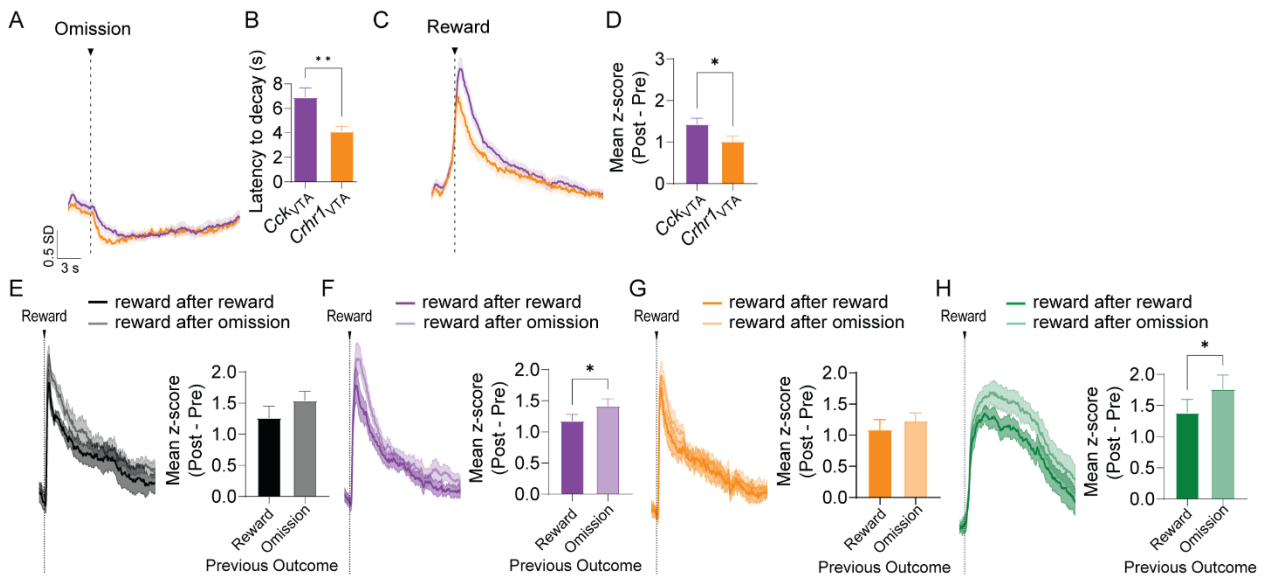 A
Omission
0.5 SD
3 s
B
**
Latency to decay (s)
8
6
4
2
0
CckVTA
Crhr1VTA
C
Reward
D
*
Mean z-score
(Post - Pre)
3
2
1
0
CckVTA
Crhr1VTA
E
reward after reward
reward after omission
Reward
Mean z-score
(Post - Pre)
2.0
1.5
1.0
0.5
0.0
Reward
Omission
Previous Outcome
F
reward after reward
reward after omission
Reward
*
Mean z-score
(Post - Pre)
2.0
1.5
1.0
0.5
0.0
Reward
Omission
Previous Outcome
G
reward after reward
reward after omission
Reward
Mean z-score
(Post - Pre)
2.0
1.5
1.0
0.5
0.0
Reward
Omission
Previous Outcome
H
reward after reward
reward after omission
Reward
*
Mean z-score
(Post - Pre)
2.0
1.5
1.0
0.5
0.0
Reward
Omission
Previous Outcome